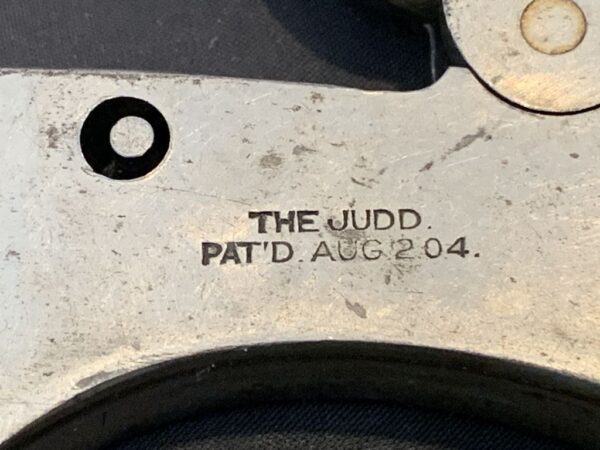 THE JUDD.
PAT'D. AUG 2 04.